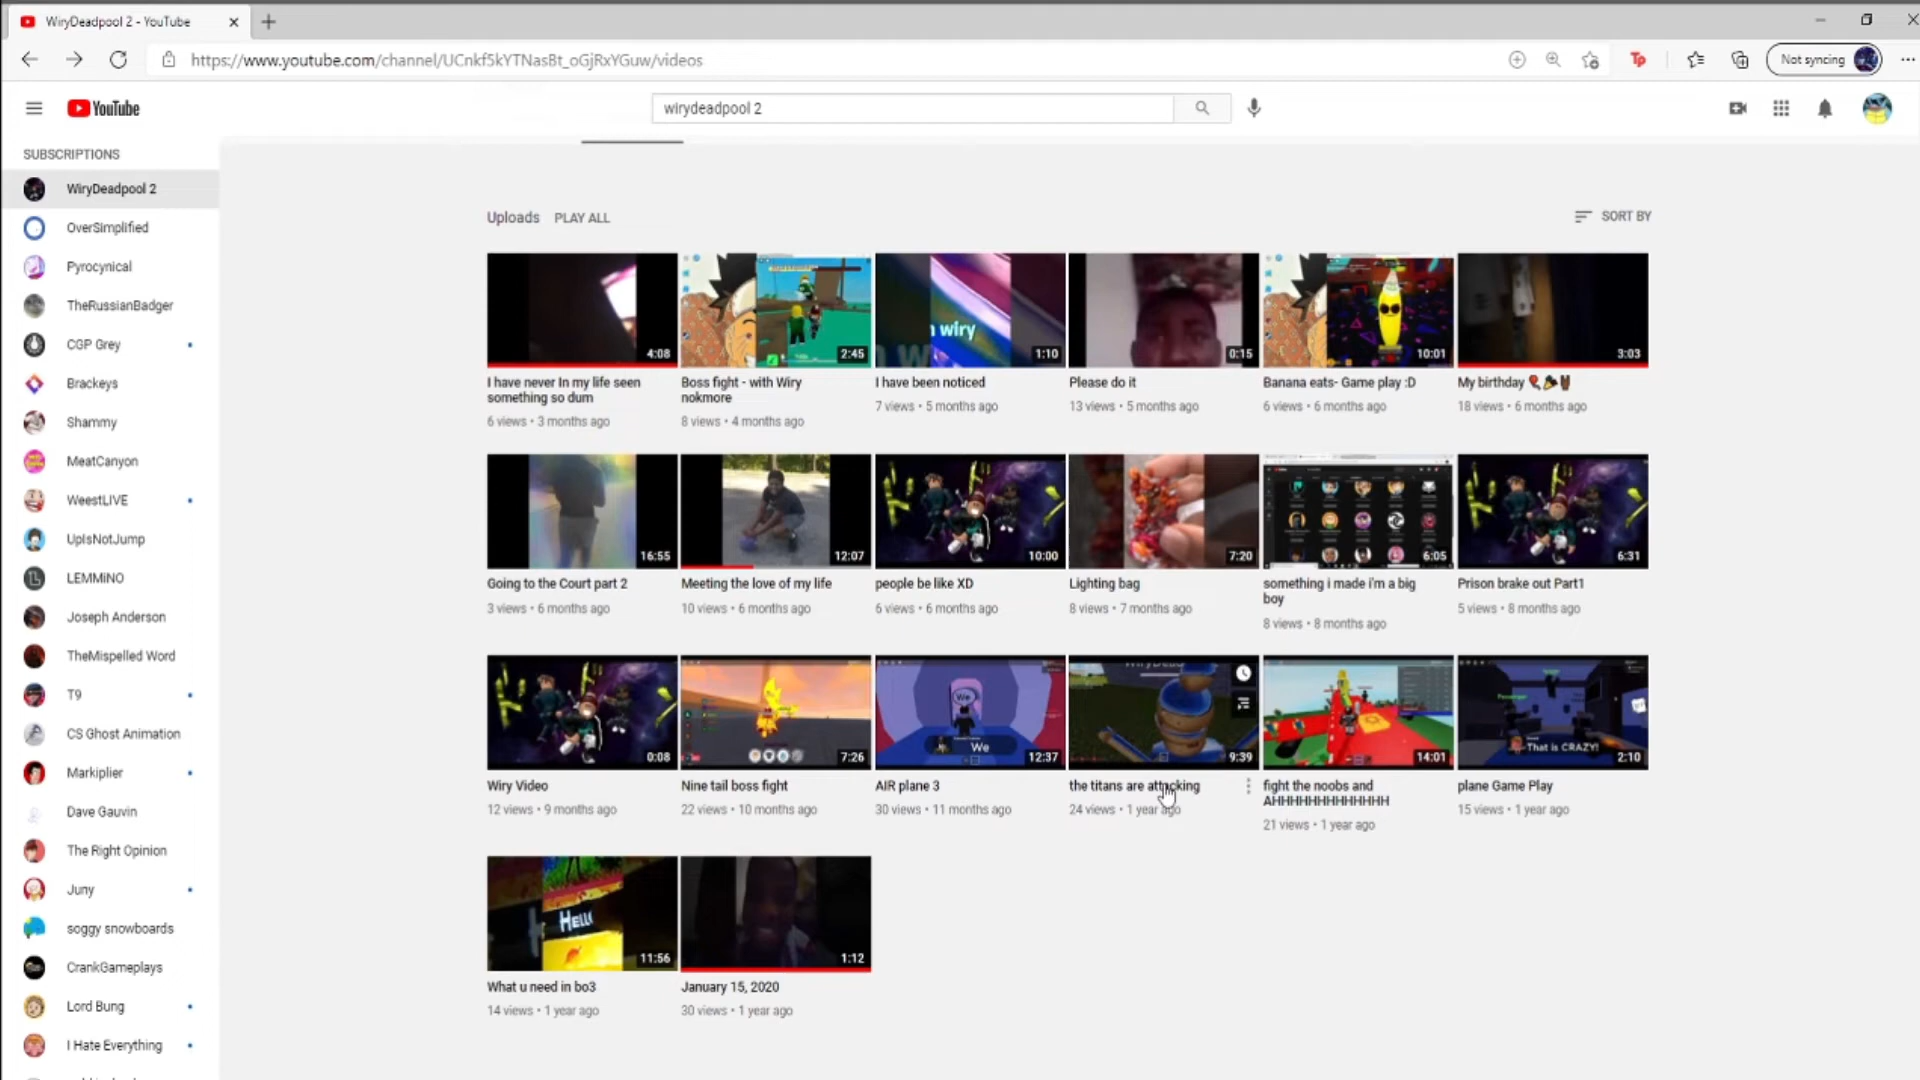 WiryDeadpool 2 - YouTube
https://www.youtube.com/channel/UCnkf5kYTNasBt_oGjRxYGuw/videos
Tp
Not syncing
YouTube
wirydeadpool 2
SUBSCRIPTIONS
WiryDeadpool 2
OverSimplified
Pyrocynical
TheRussianBadger
CGP Grey
Brackeys
Shammy
MeatCanyon
WeestLIVE
UpIsNotJump
LEMMiNO
Joseph Anderson
TheMispelled Word
T9
CS Ghost Animation
Markiplier
Dave Gauvin
The Right Opinion
Juny
soggy snowboards
CrankGameplays
Lord Bung
I Hate Everything
Uploads PLAY ALL
SORT BY
4:08
I have never In my life seen
something so dum
6 views • 3 months ago
2:45
Boss fight - with Wiry
nokmore
8 views • 4 months ago
wiry
1:10
I have been noticed
7 views • 5 months ago
0:15
Please do it
13 views • 5 months ago
10:01
Banana eats- Game play :D
6 views • 6 months ago
3:03
My birthday 🎈🎉🤘🏿
18 views • 6 months ago
16:55
Going to the Court part 2
3 views • 6 months ago
12:07
Meeting the love of my life
10 views • 6 months ago
10:00
people be like XD
6 views • 6 months ago
7:20
Lighting bag
8 views • 7 months ago
6:05
something i made i'm a big
boy
8 views • 8 months ago
6:31
Prison brake out Part1
5 views • 8 months ago
0:08
Wiry Video
12 views • 9 months ago
7:26
Nine tail boss fight
22 views • 10 months ago
We
We
12:37
AIR plane 3
30 views • 11 months ago
9:39
the titans are attacking
24 views • 1 year ago
14:01
fight the noobs and
AHHHHHHHHHHHHH
21 views • 1 year ago
Passenger
That is CRAZY!
2:10
plane Game Play
15 views • 1 year ago
HELL
11:56
What u need in bo3
14 views • 1 year ago
1:12
January 15, 2020
30 views • 1 year ago